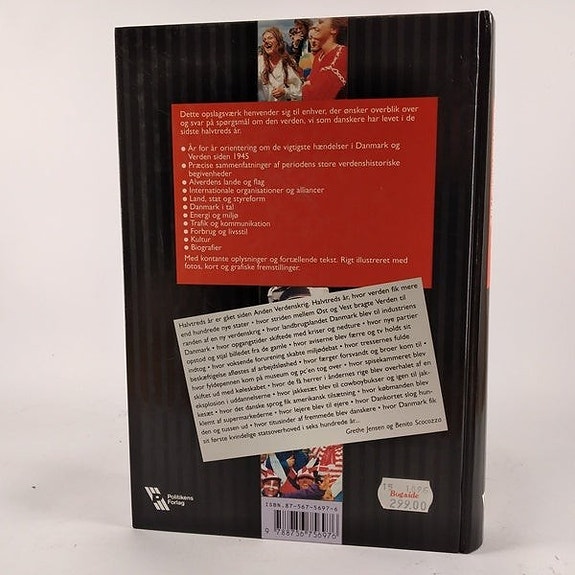 Dette opslagsværk henvender sig til enhver, der ønsker overblik over
og svar på spørgsmål om den verden, vi som danskere har levet i de
sidste halvtreds år.
• År for år orientering om de vigtigste hændelser i Danmark og
Verden siden 1945
• Præcise sammenfatninger af periodens store verdenshistoriske
begivenheder
• Alverdens lande og flag
• Internationale organisationer og alliancer
• Land, stat og styreform
• Danmark i tal
• Energi og miljø
• Trafik og kommunikation
• Forbrug og livsstil
• Kultur
• Biografier
Med kontante oplysninger og fortællende tekst. Rigt illustreret med
fotos, kort og grafiske fremstillinger.
Halvtreds år er gået siden Anden Verdenskrig. Halvtreds år, hvor verden fik mere
end hundrede nye stater • hvor striden mellem Øst og Vest bragte Verden til
randen af en ny verdenskrig • hvor landbrugslandet Danmark blev til industriens
Danmark • hvor opgangstider skiftede med kriser og nedture • hvor nye partier
opstod og stjal billedet fra de gamle • hvor aviserne blev færre og tv holdt sit
indtog • hvor voksende forurening skabte miljødebat • hvor tressernes fulde
beskæftigelse afløstes af arbejdsløshed • hvor færger forsvandt og broer kom til •
hvor fyldepennen kom på museum og pc'en tog over • hvor spisekammeret blev
skiftet ud med køleskabet • hvor de få herrer i åndernes rige blev overhalet af en
eksplosion i uddannelserne • hvor jakkesæt blev til cowboybukser og igen til jak-
kesæt • hvor det danske sprog fik amerikansk tilsætning • hvor købmanden blev
klemt af supermarkederne • hvor lejere blev til ejere • hvor Dankortet slog hun-
den og tussen ud • hvor titusinder af fremmede blev danskere • hvor Danmark fik
sit første kvindelige statsoverhoved i seks hundrede år...
Grethe Jensen og Benito Scocozza
Politikens
Forlag
ISBN 87-567-5697-6
9 788756 756976
Bogside
299.00